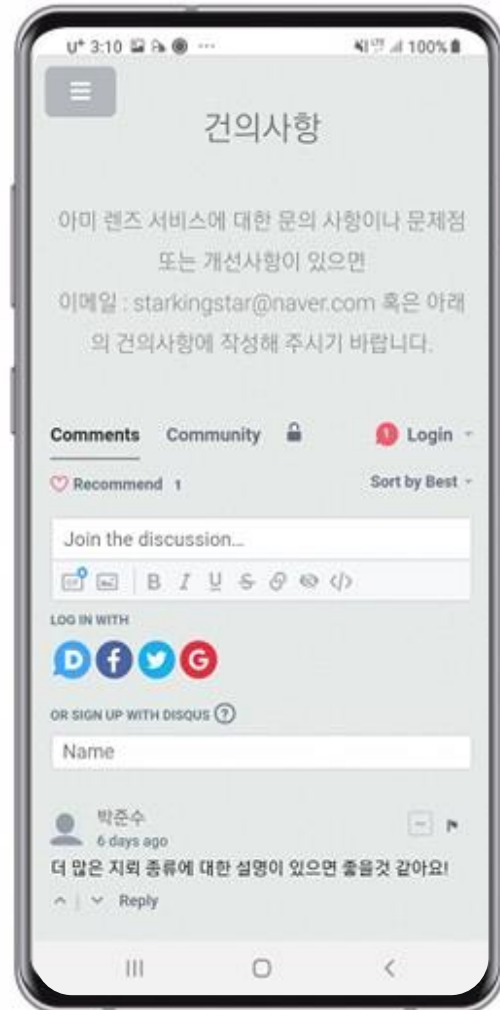 U+ 3:10 ··· LTE 100%
건의사항
아미 렌즈 서비스에 대한 문의 사항이나 문제점
또는 개선사항이 있으면
이메일 : starkingstar@naver.com 혹은 아래
의 건의사항에 작성해 주시기 바랍니다.
Comments Community 1 Login
Recommend 1 Sort by Best
Join the discussion...
GIF B I U S </>
LOG IN WITH
D f G
OR SIGN UP WITH DISQUS ?
Name
박준수
6 days ago
더 많은 지뢰 종류에 대한 설명이 있으면 좋을것 같아요!
Reply